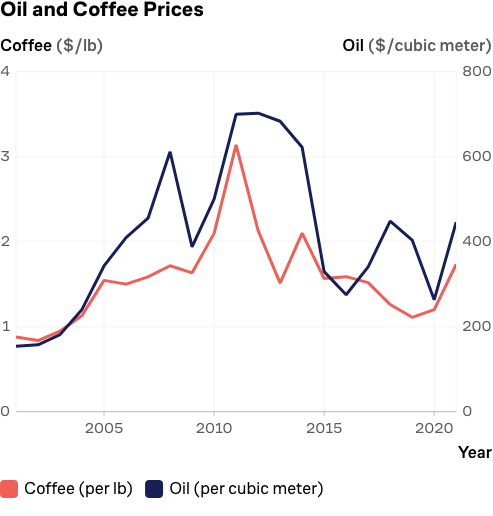 Oil and Coffee Prices
Coffee ($/lb) Oil ($/cubic meter)
4 800
3 600
2 400
1 200
0 0
2005 2010 2015 2020
Year
Coffee (per lb) Oil (per cubic meter)